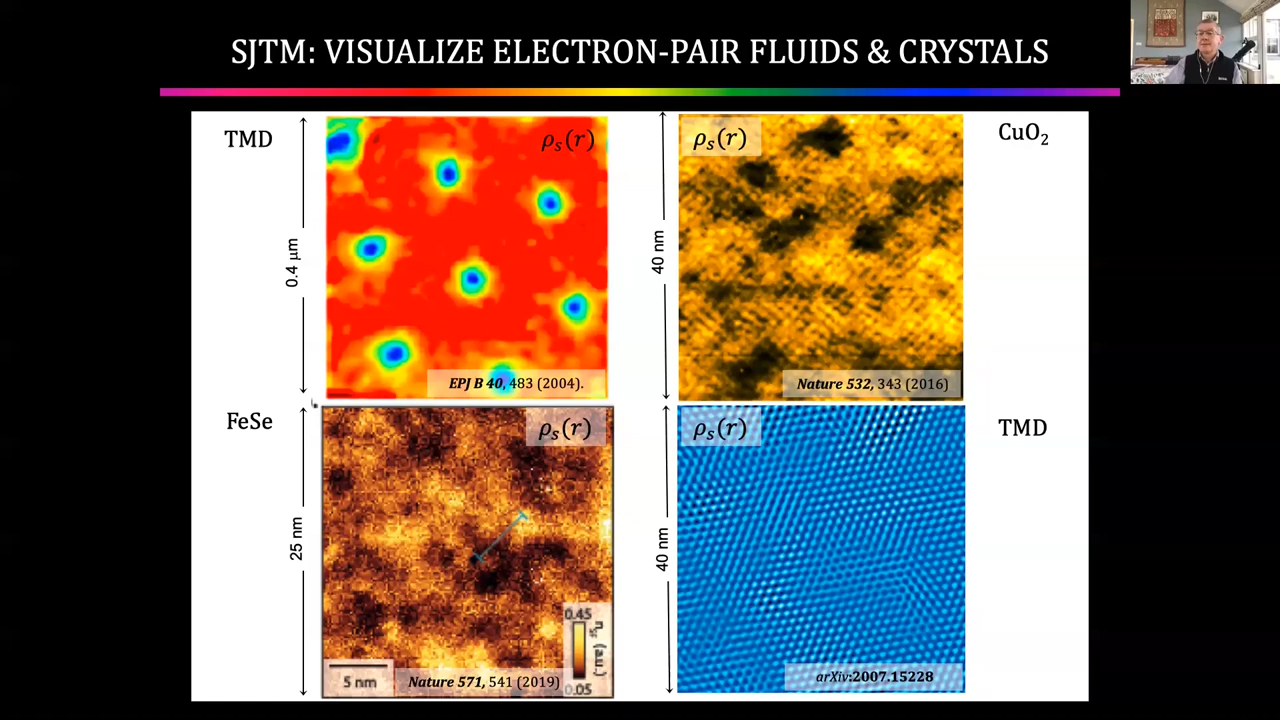 SJTM: VISUALIZE ELECTRON-PAIR FLUIDS & CRYSTALS
TMD
0.4 μm
ρs(r)
EPJ B 40, 483 (2004).
40 nm
ρs(r)
CuO2
Nature 532, 343 (2016)
FeSe
25 nm
ρs(r)
0.45
ns (a.u.)
0.05
5 nm
Nature 571, 541 (2019)
40 nm
ρs(r)
TMD
arXiv:2007.15228